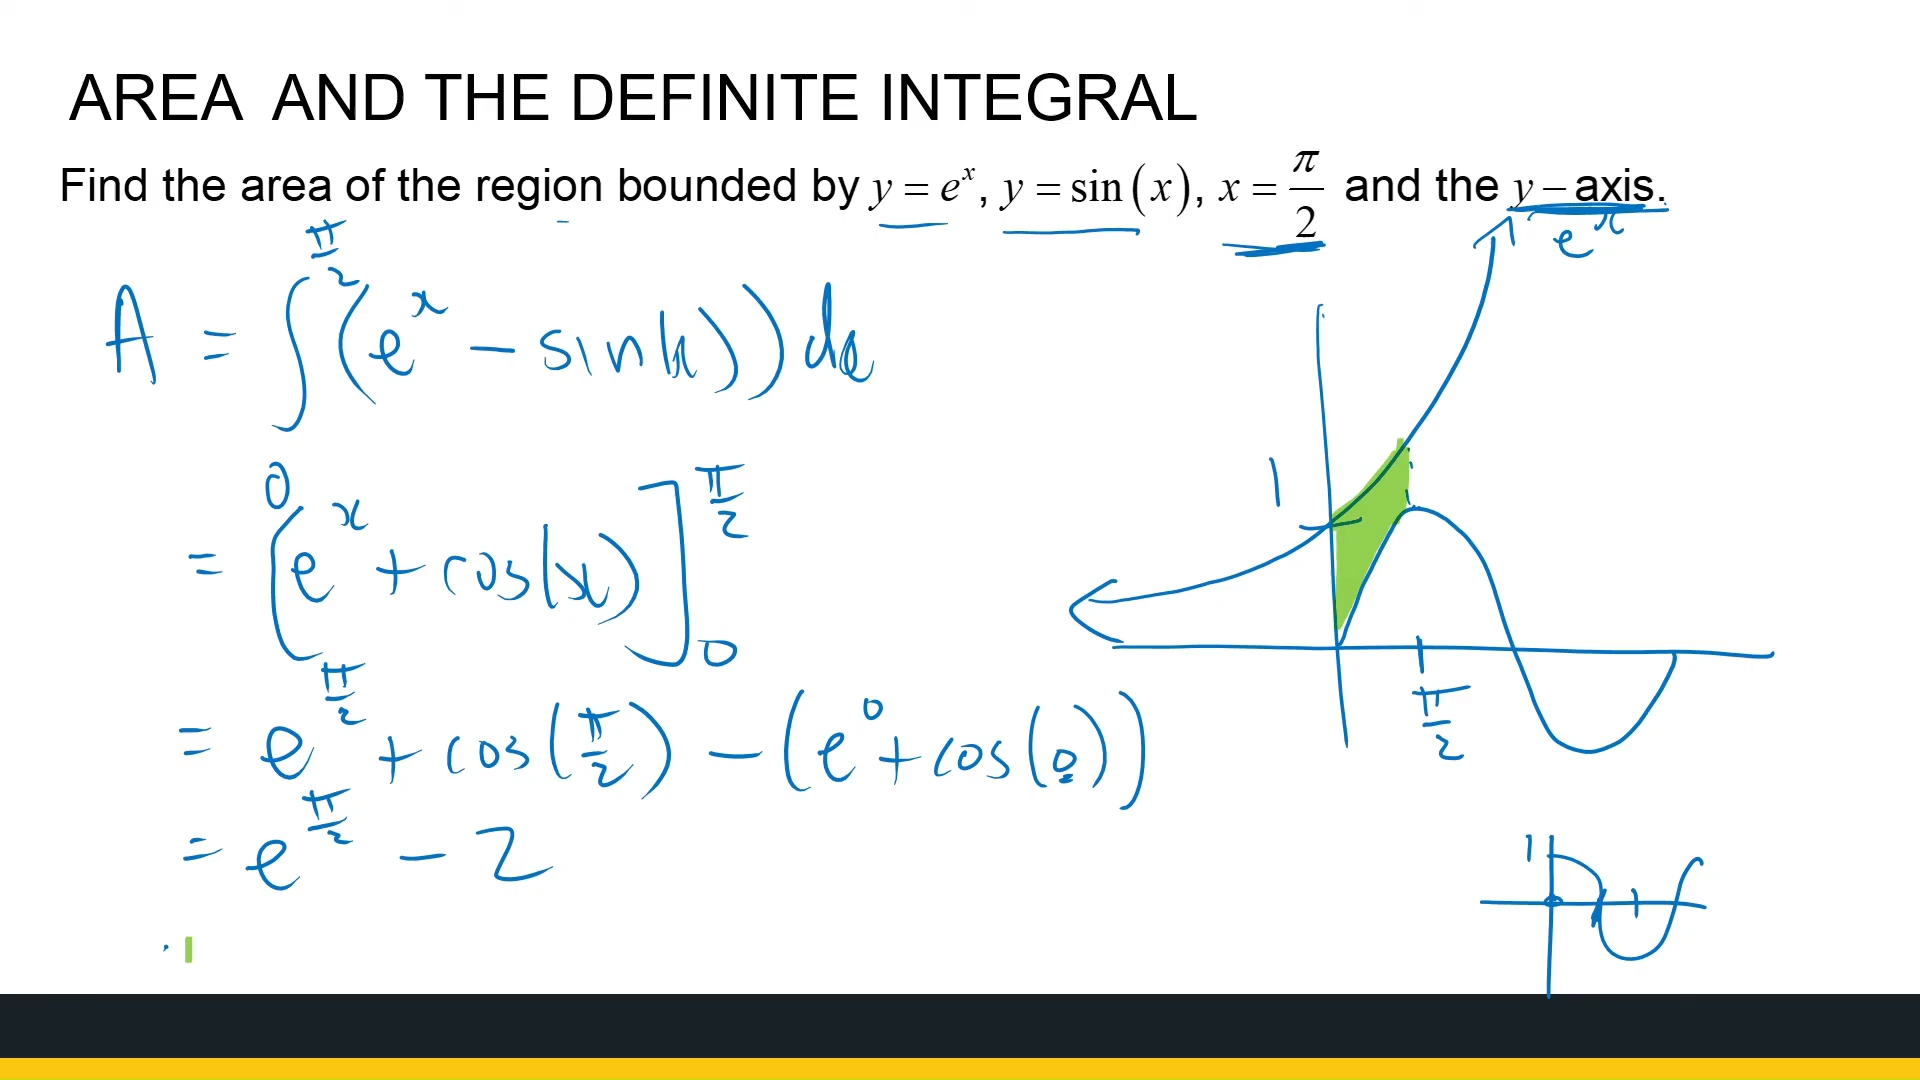 AREA AND THE DEFINITE INTEGRAL
Find the area of the region bounded by y = e^x, y = sin(x), x = π/2 and the y – axis.
A = ∫_0^(π/2) (e^x − sin(x)) dx
= [e^x + cos(x)]_0^(π/2)
= e^(π/2) + cos(π/2) − (e^0 + cos(0))
= e^(π/2) − 2
e^x
1
π/2
1